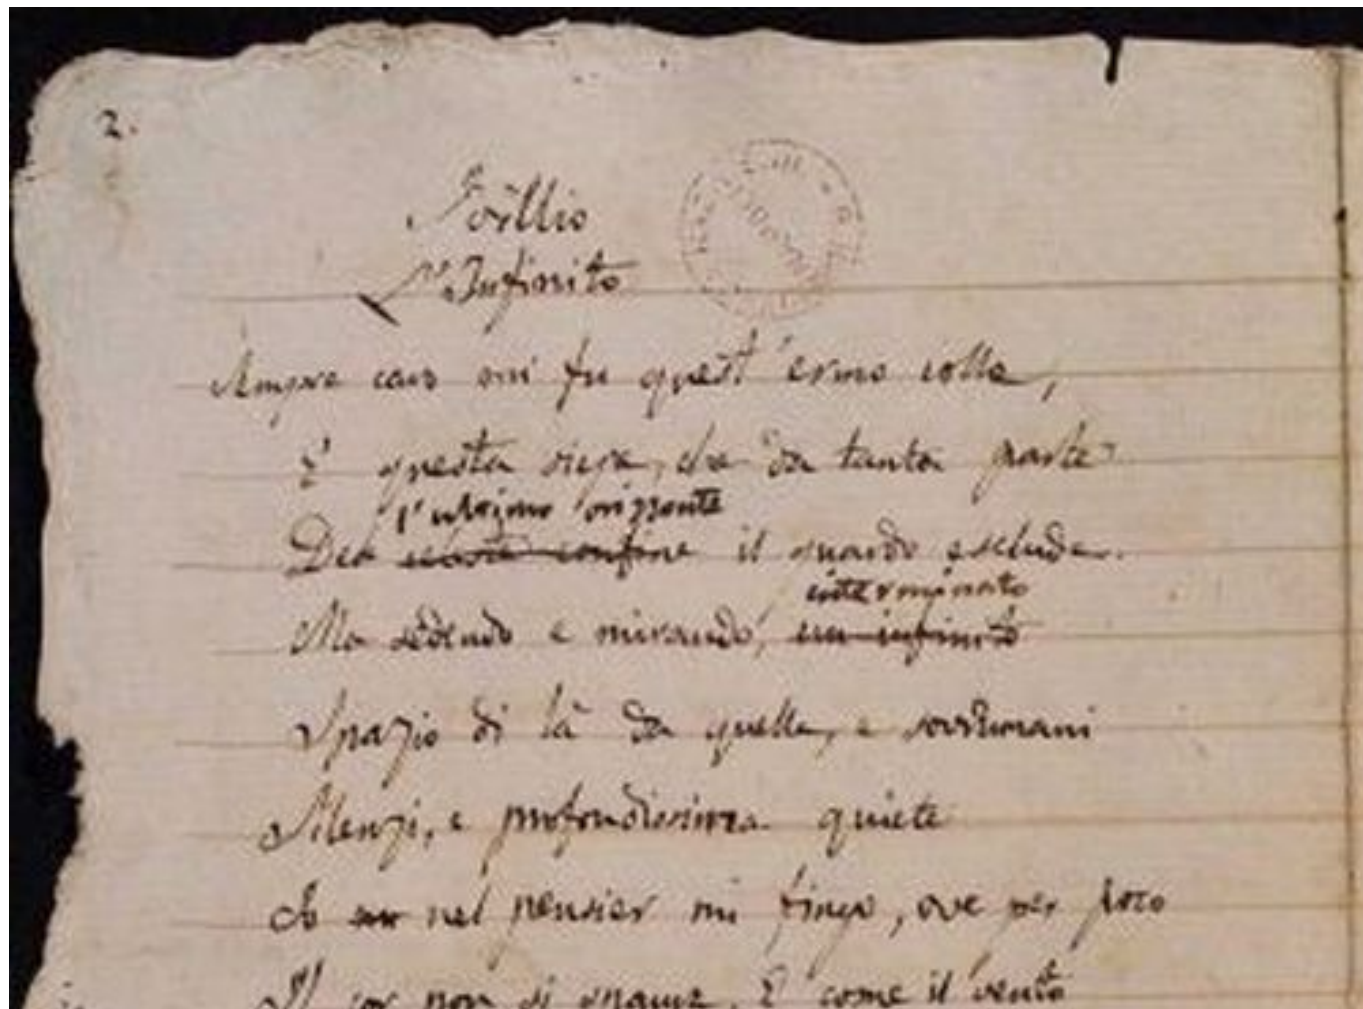 2.
Idillio
L'Infinito
Sempre caro mi fu quest'ermo colle,
E questa siepe, che da tanta parte
l'ultimo orizzonte
Del celeste confine il guardo esclude.
interminato
Ma sedendo e mirando, un infinito
Spazio di là da quella, e sovrumani
Silenzi, e profondissima quiete
Io nel pensier mi fingo, ove per poco
Il cor non si spaura. E come il vento